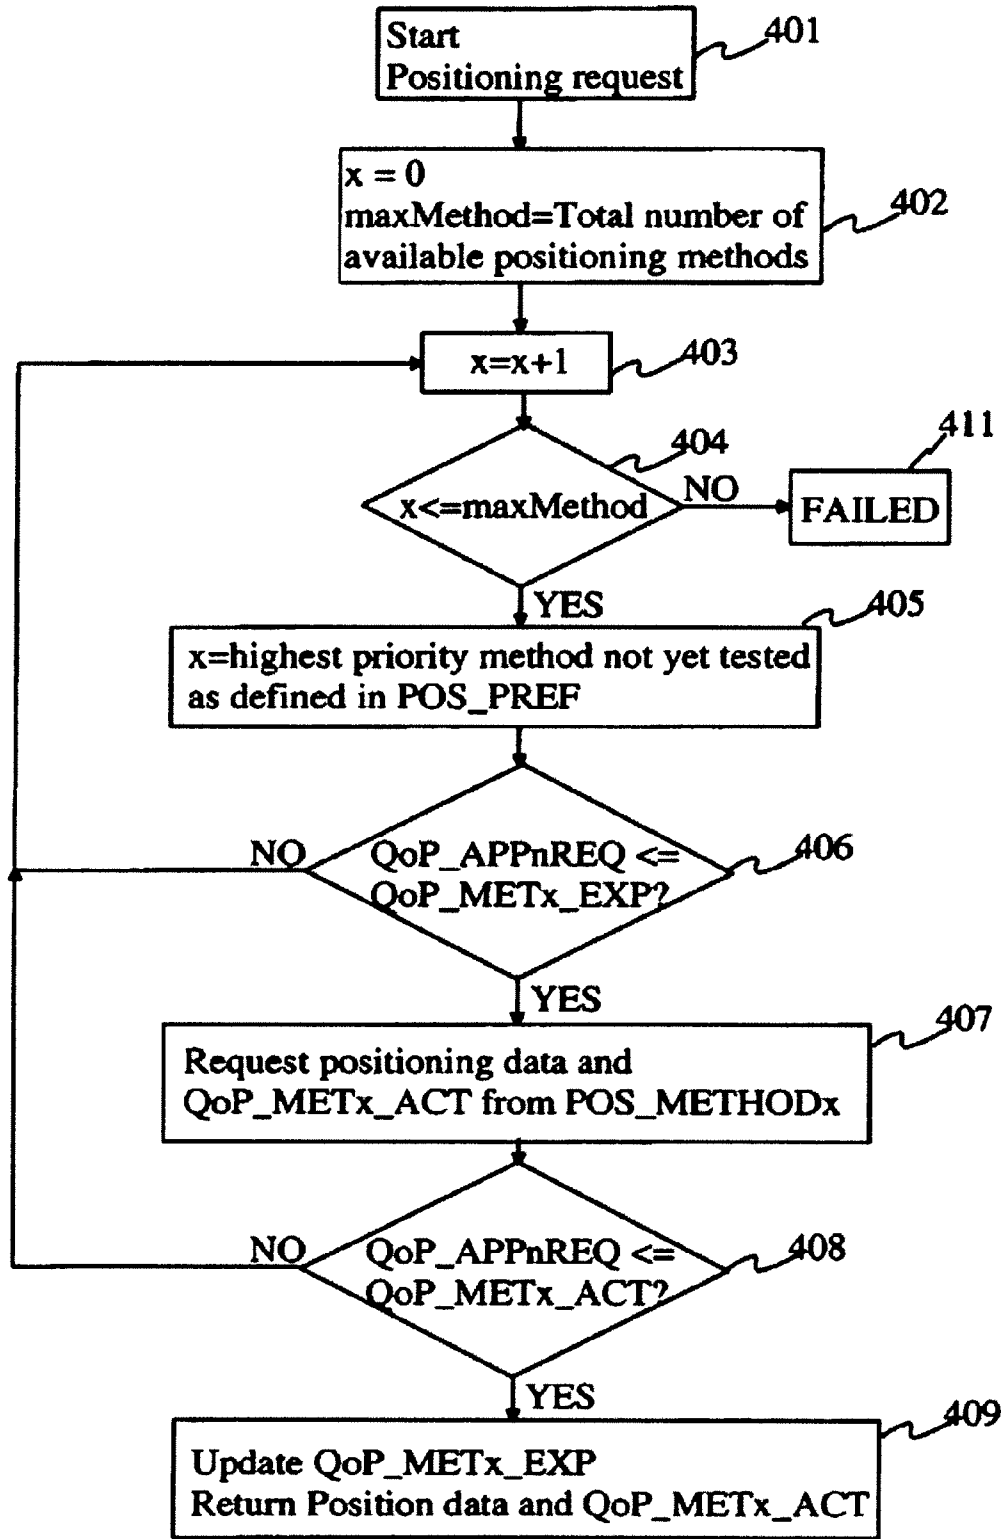 Start
Positioning request
401
x = 0
maxMethod=Total number of
available positioning methods
402
x=x+1
403
404
411
x<=maxMethod
NO
FAILED
YES
405
x=highest priority method not yet tested
as defined in POS_PREF
NO
QoP_APPnREQ <=
QoP_METx_EXP?
406
YES
407
Request positioning data and
QoP_METx_ACT from POS_METHODx
NO
QoP_APPnREQ <=
QoP_METx_ACT?
408
YES
409
Update QoP_METx_EXP
Return Position data and QoP_METx_ACT